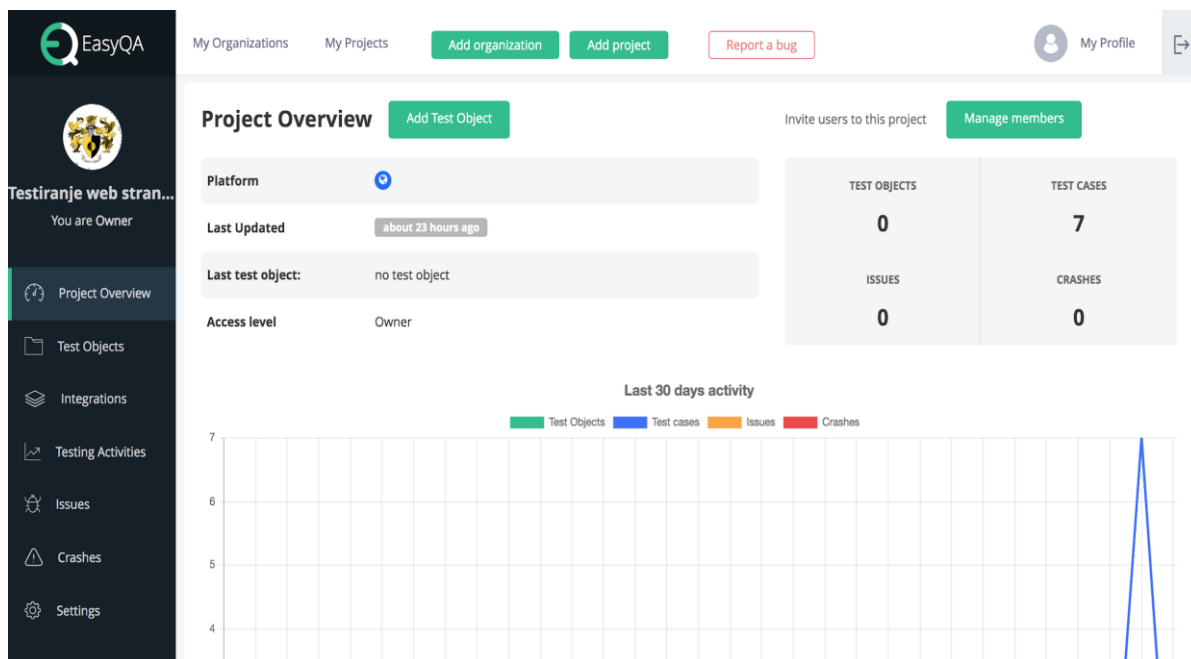 EasyQA
My Organizations
My Projects
Add organization
Add project
Report a bug
My Profile
Testiranje web stran...
You are Owner
Project Overview
Test Objects
Integrations
Testing Activities
Issues
Crashes
Settings
Project Overview
Add Test Object
Invite users to this project
Manage members
Platform
Last Updated
about 23 hours ago
Last test object:
no test object
Access level
Owner
TEST OBJECTS
0
TEST CASES
7
ISSUES
0
CRASHES
0
Last 30 days activity
Test Objects
Test cases
Issues
Crashes
7
6
5
4